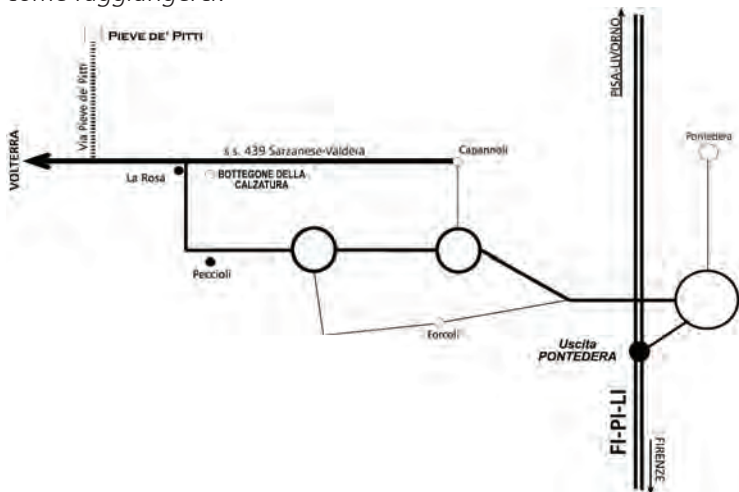 come raggiungerci:
PIEVE DE' PITTI
Via Pieve de' Pitti
PISA-LIVORNO
VOLTERRA
s s. 439 Sarzanese-Valdera
Capannoli
Pontedera
La Rosa
BOTTEGONE DELLA
CALZATURA
Peccioli
Forcoli
Uscita
PONTEDERA
FI-PI-LI
FIRENZE